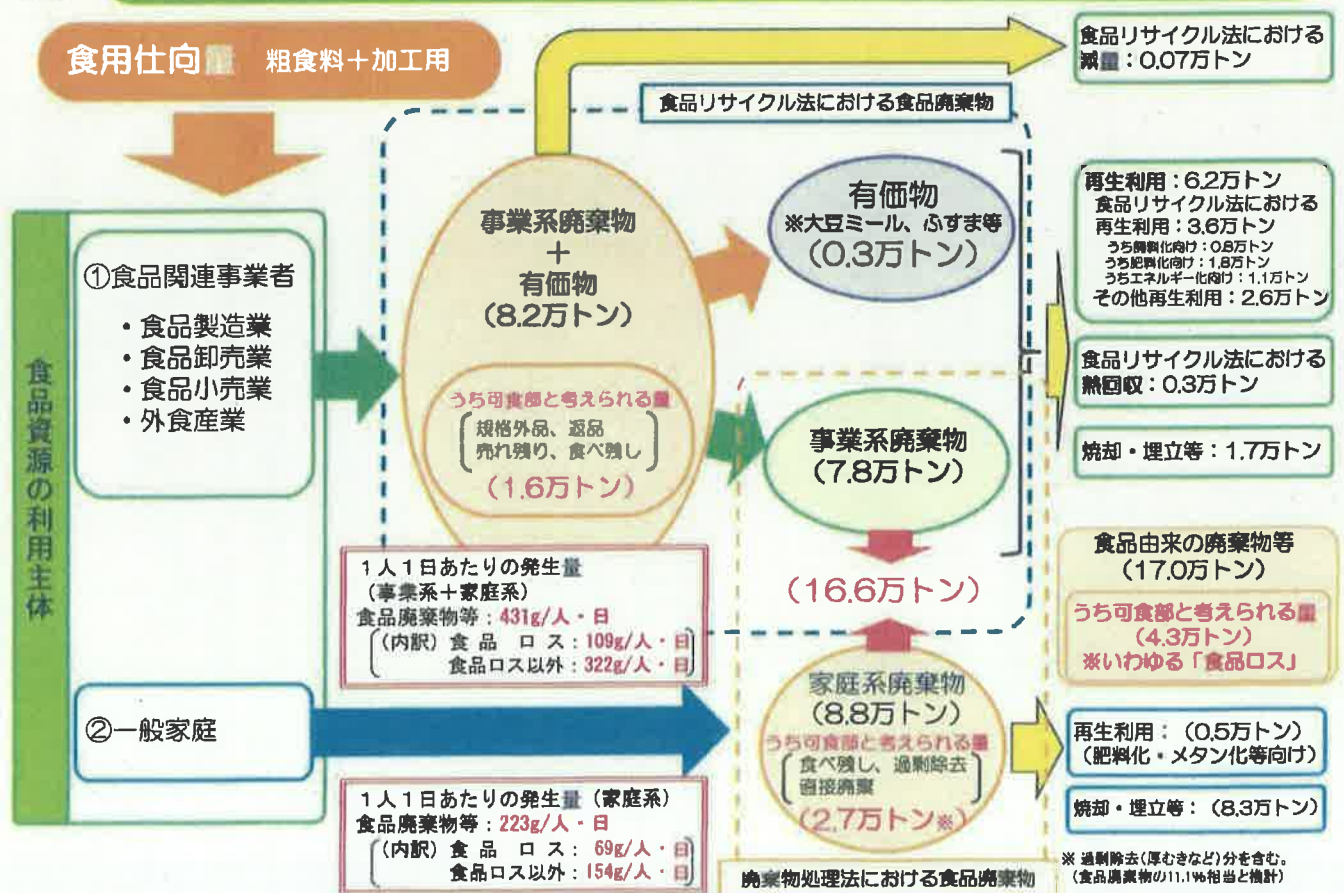 食用仕向量 粗食料+加工用
食品リサイクル法における
減量:0.07万トン
食品リサイクル法における食品廃棄物
食品資源の利用主体
①食品関連事業者
・食品製造業
・食品卸売業
・食品小売業
・外食産業
事業系廃棄物
+
有価物
(8.2万トン)
うち可食部と考えられる量
規格外品、返品
売れ残り、食べ残し
(1.6万トン)
有価物
※大豆ミール、ふすま等
(0.3万トン)
事業系廃棄物
(7.8万トン)
(16.6万トン)
再生利用:6.2万トン
食品リサイクル法における
再生利用:3.6万トン
うち飼料化向け:0.8万トン
うち肥料化向け:1.8万トン
うちエネルギー化向け:1.1万トン
その他再生利用:2.6万トン
食品リサイクル法における
熱回収:0.3万トン
焼却・埋立等:1.7万トン
食品由来の廃棄物等
(17.0万トン)
うち可食部と考えられる量
(4.3万トン)
※いわゆる「食品ロス」
1人1日あたりの発生量
(事業系+家庭系)
食品廃棄物等:431g/人・日
(内訳)食品ロス:109g/人・日
食品ロス以外:322g/人・日
②一般家庭
家庭系廃棄物
(8.8万トン)
うち可食部と考えられる量
食べ残し、過剰除去
直接廃棄
(2.7万トン※)
再生利用:(0.5万トン)
(肥料化・メタン化等向け)
焼却・埋立等:(8.3万トン)
1人1日あたりの発生量(家庭系)
食品廃棄物等:223g/人・日
(内訳)食品ロス:69g/人・日
食品ロス以外:154g/人・日
廃棄物処理法における食品廃棄物
※ 過剰除去(厚むきなど)分を含む。
(食品廃棄物の11.1%相当と推計)